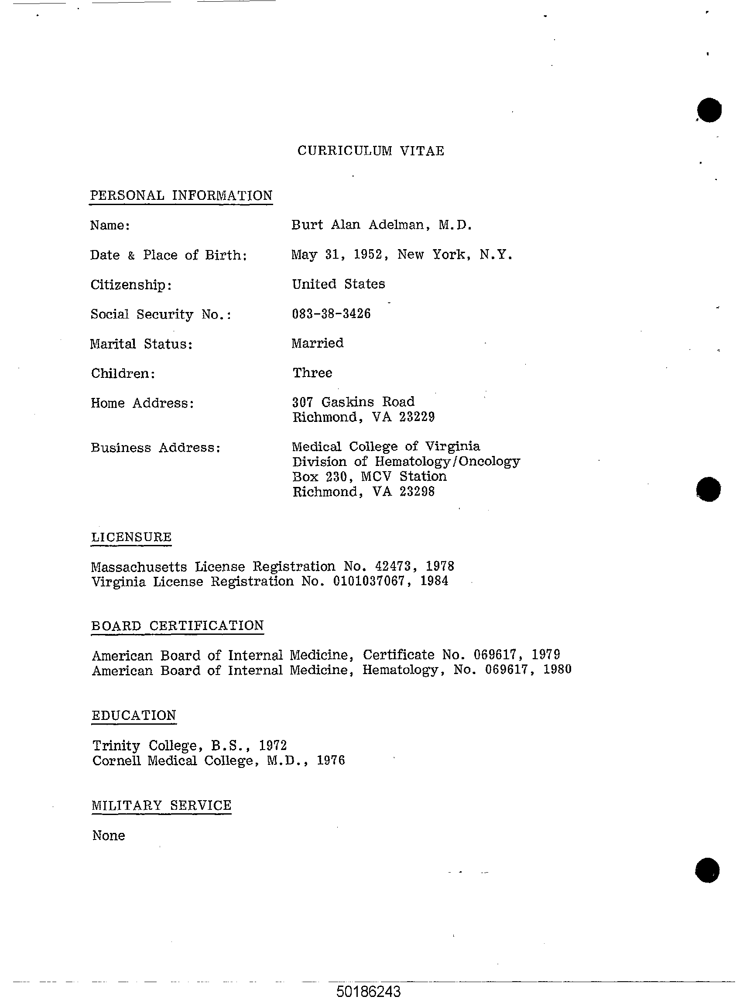 CURRICULUM VITAE
PERSONAL INFORMATION
Name: Burt Alan Adelman, M.D.
Date & Place of Birth: May 31, 1952, New York, N.Y.
Citizenship: United States
Social Security No.: 083-38-3426
Marital Status: Married
Children: Three
Home Address: 307 Gaskins Road
Richmond, VA 23229
Business Address: Medical College of Virginia
Division of Hematology/Oncology
Box 230, MCV Station
Richmond, VA 23298
LICENSURE
Massachusetts License Registration No. 42473, 1978
Virginia License Registration No. 0101037067, 1984
BOARD CERTIFICATION
American Board of Internal Medicine, Certificate No. 069617, 1979
American Board of Internal Medicine, Hematology, No. 069617, 1980
EDUCATION
Trinity College, B.S., 1972
Cornell Medical College, M.D., 1976
MILITARY SERVICE
None
50186243